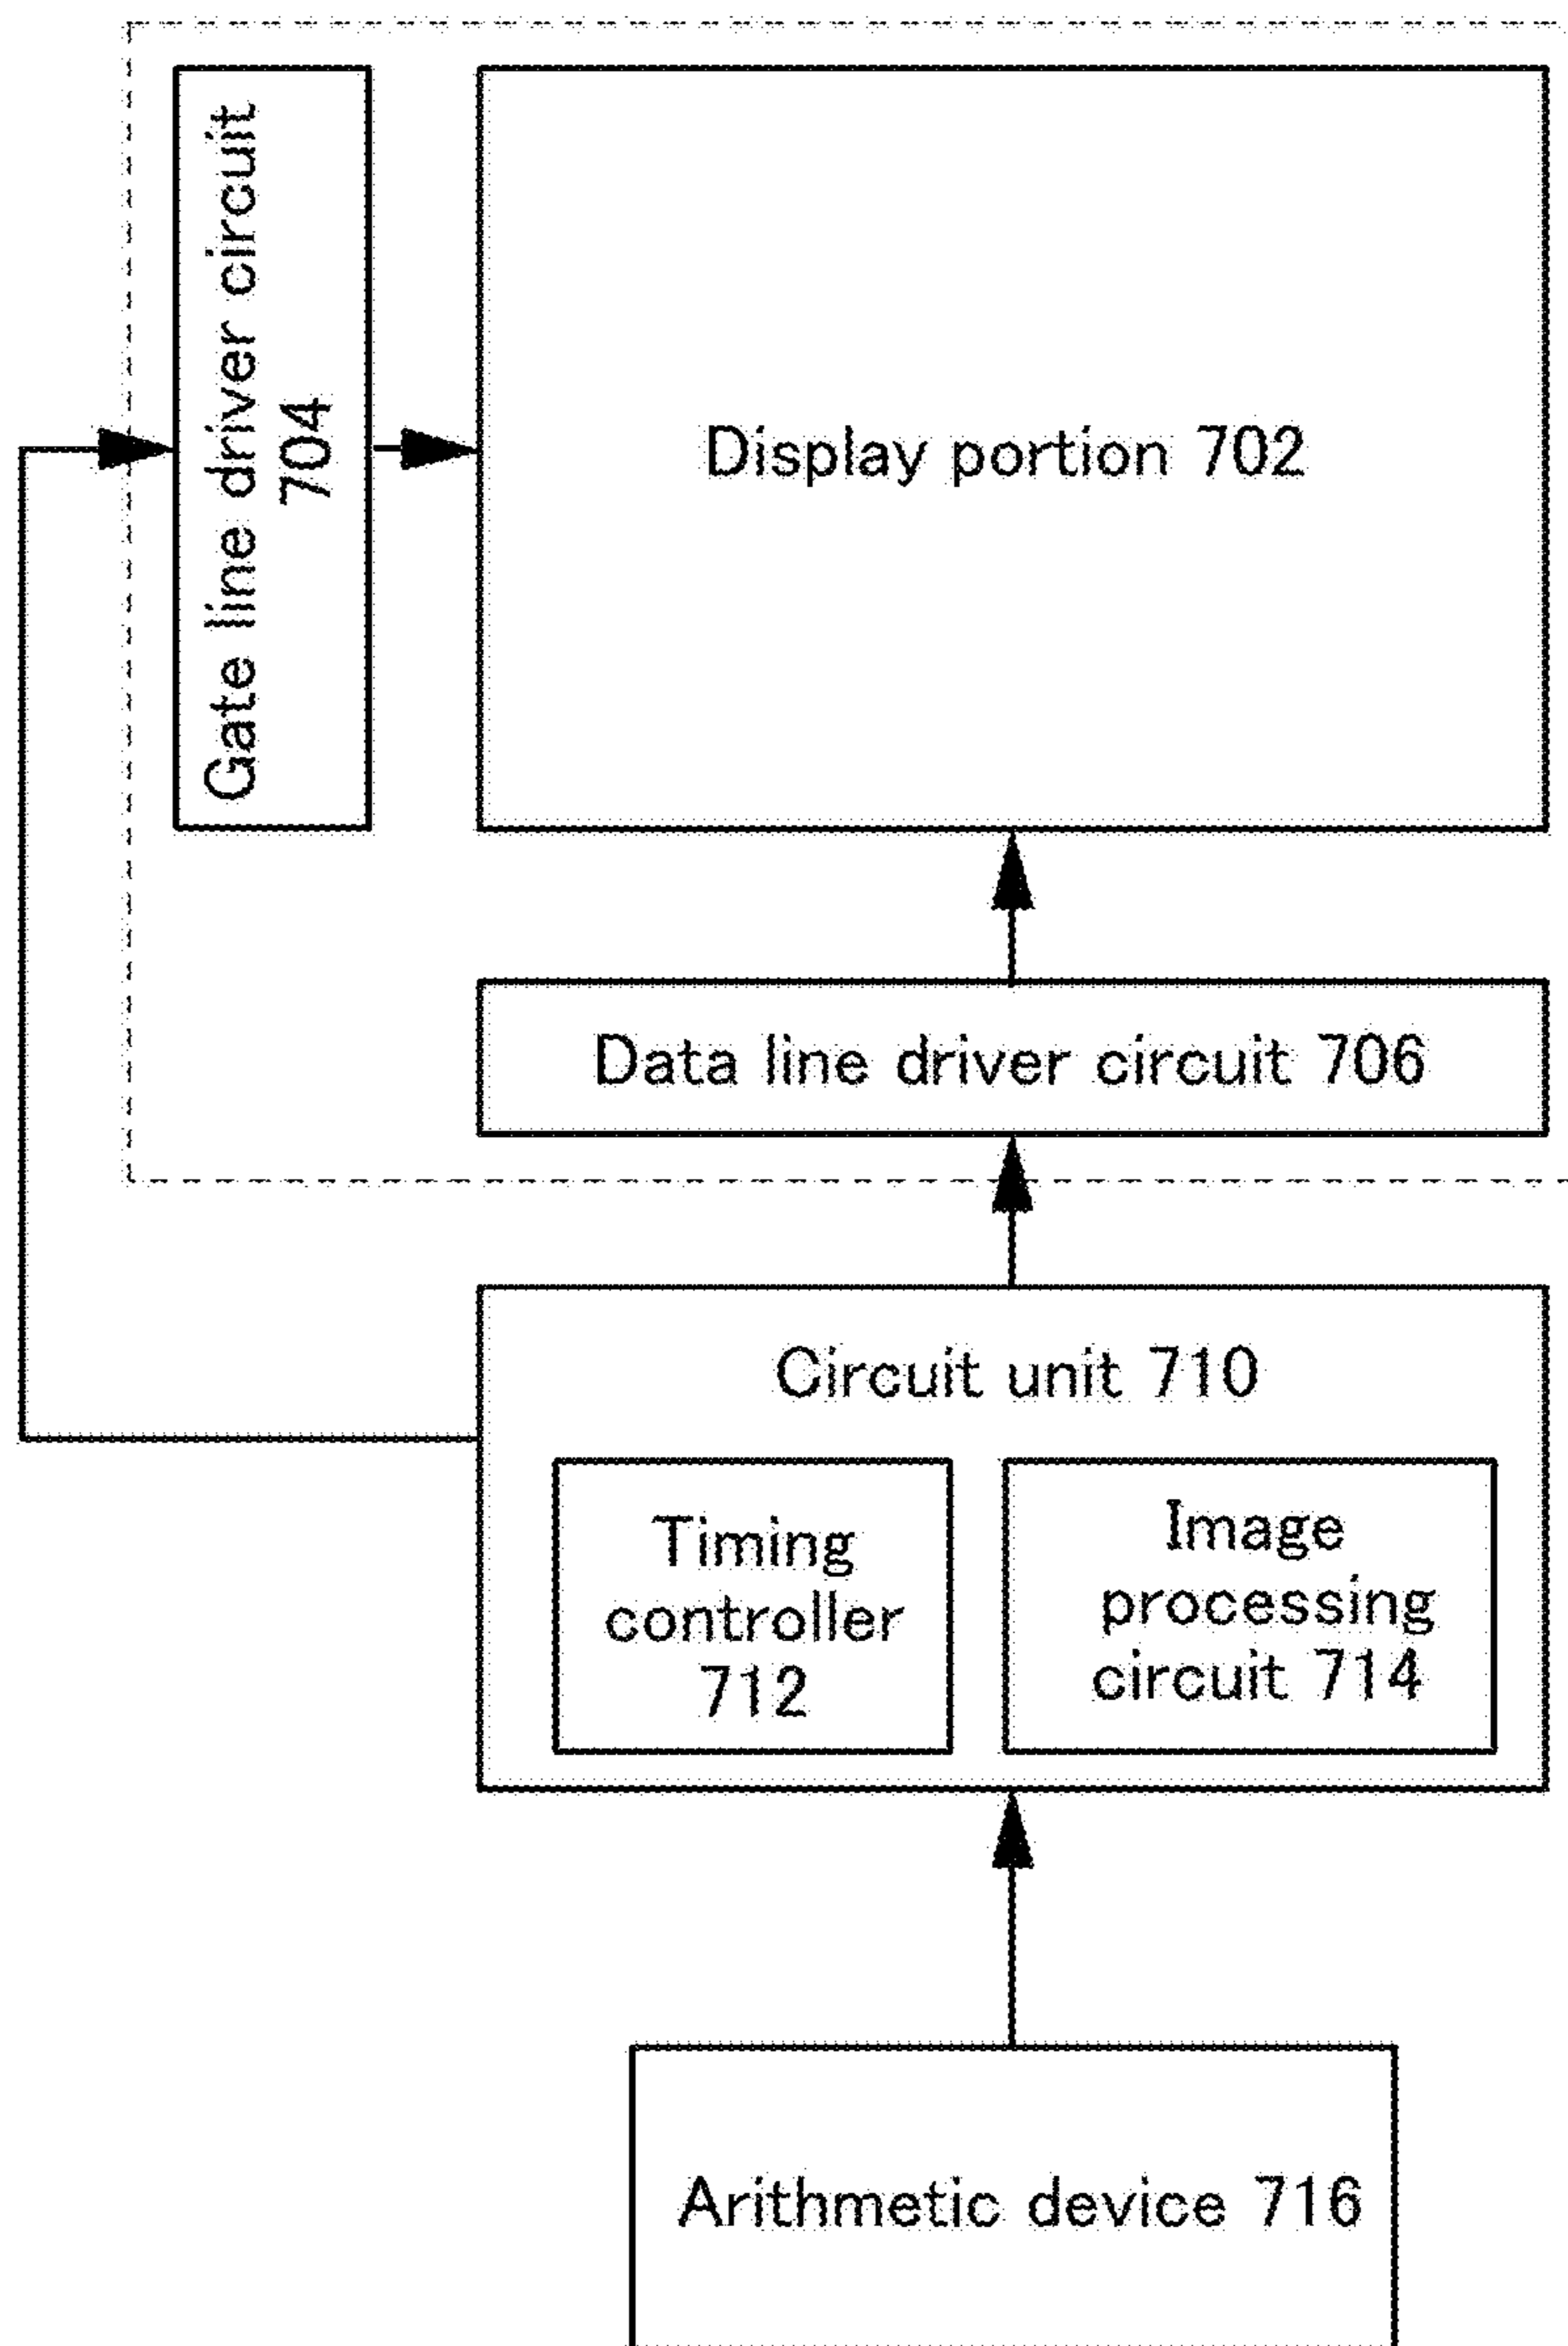 Gate line driver circuit
704
Display portion 702
Data line driver circuit 706
Circuit unit 710
Timing
controller
712
Image
processing
circuit 714
Arithmetic device 716